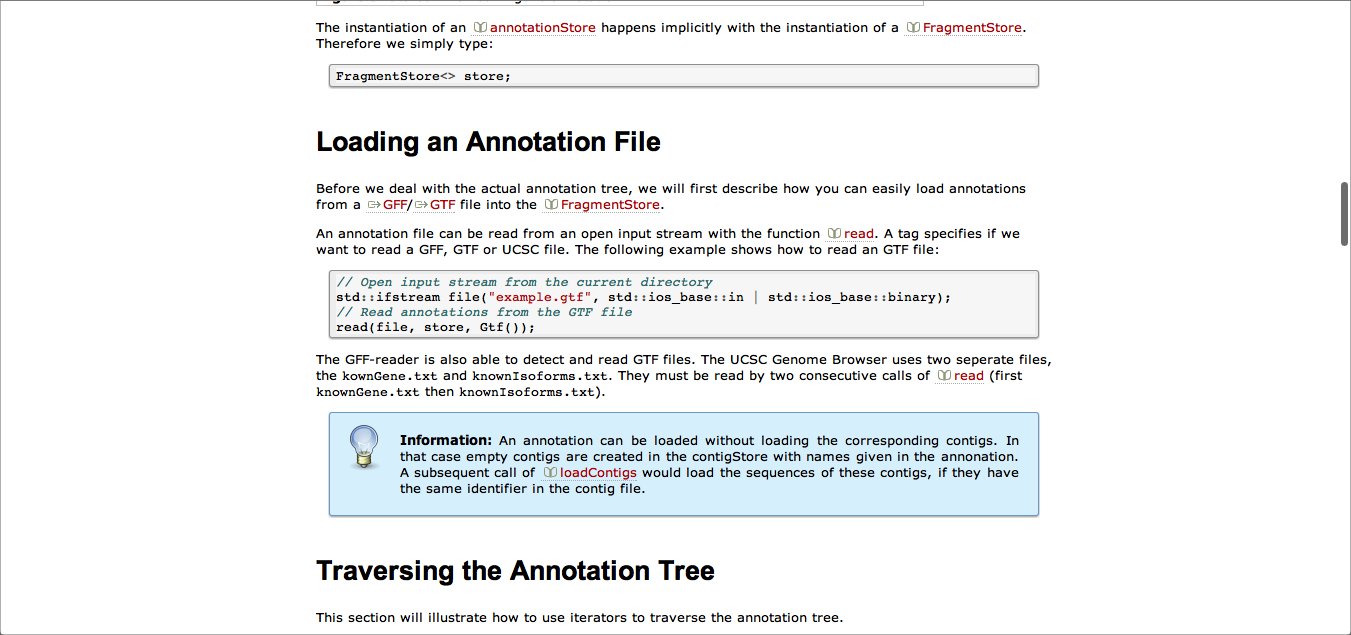 The instantiation of an annotationStore happens implicitly with the instantiation of a FragmentStore.
Therefore we simply type:
FragmentStore<> store;
Loading an Annotation File
Before we deal with the actual annotation tree, we will first describe how you can easily load annotations
from a GFF/GTF file into the FragmentStore.
An annotation file can be read from an open input stream with the function read. A tag specifies if we
want to read a GFF, GTF or UCSC file. The following example shows how to read an GTF file:
// Open input stream from the current directory
std::ifstream file("example.gtf", std::ios_base::in | std::ios_base::binary);
// Read annotations from the GTF file
read(file, store, Gtf());
The GFF-reader is also able to detect and read GTF files. The UCSC Genome Browser uses two seperate files,
the kownGene.txt and knownIsoforms.txt. They must be read by two consecutive calls of read (first
knownGene.txt then knownIsoforms.txt).
Information: An annotation can be loaded without loading the corresponding contigs. In
that case empty contigs are created in the contigStore with names given in the annonation.
A subsequent call of loadContigs would load the sequences of these contigs, if they have
the same identifier in the contig file.
Traversing the Annotation Tree
This section will illustrate how to use iterators to traverse the annotation tree.